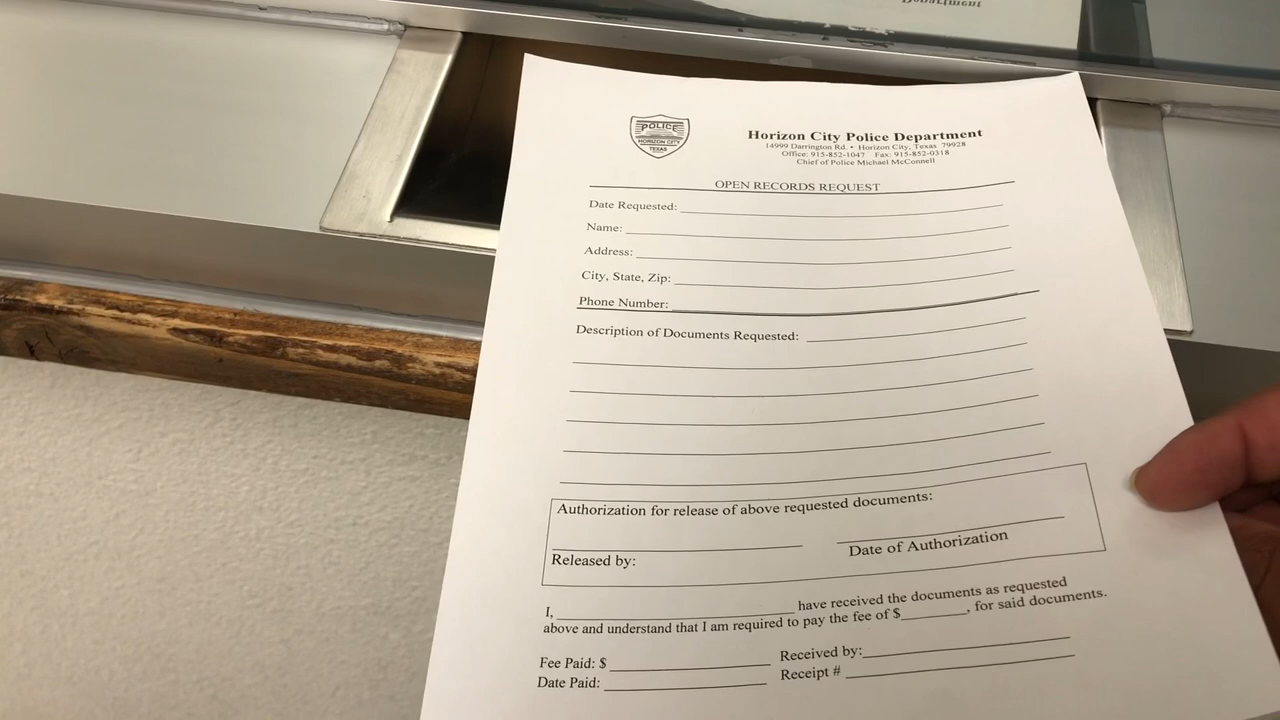 Department
POLICE
HORIZON CITY
TEXAS
Horizon City Police Department
14999 Darrington Rd. • Horizon City, Texas 79928
Office: 915-852-1047 Fax: 915-852-0318
Chief of Police Michael McConnell
OPEN RECORDS REQUEST
Date Requested:
Name:
Address:
City, State, Zip:
Phone Number:
Description of Documents Requested:
Authorization for release of above requested documents:
Released by:
Date of Authorization
I, ____ have received the documents as requested
above and understand that I am required to pay the fee of $____, for said documents.
Fee Paid: $
Received by:
Date Paid:
Receipt #